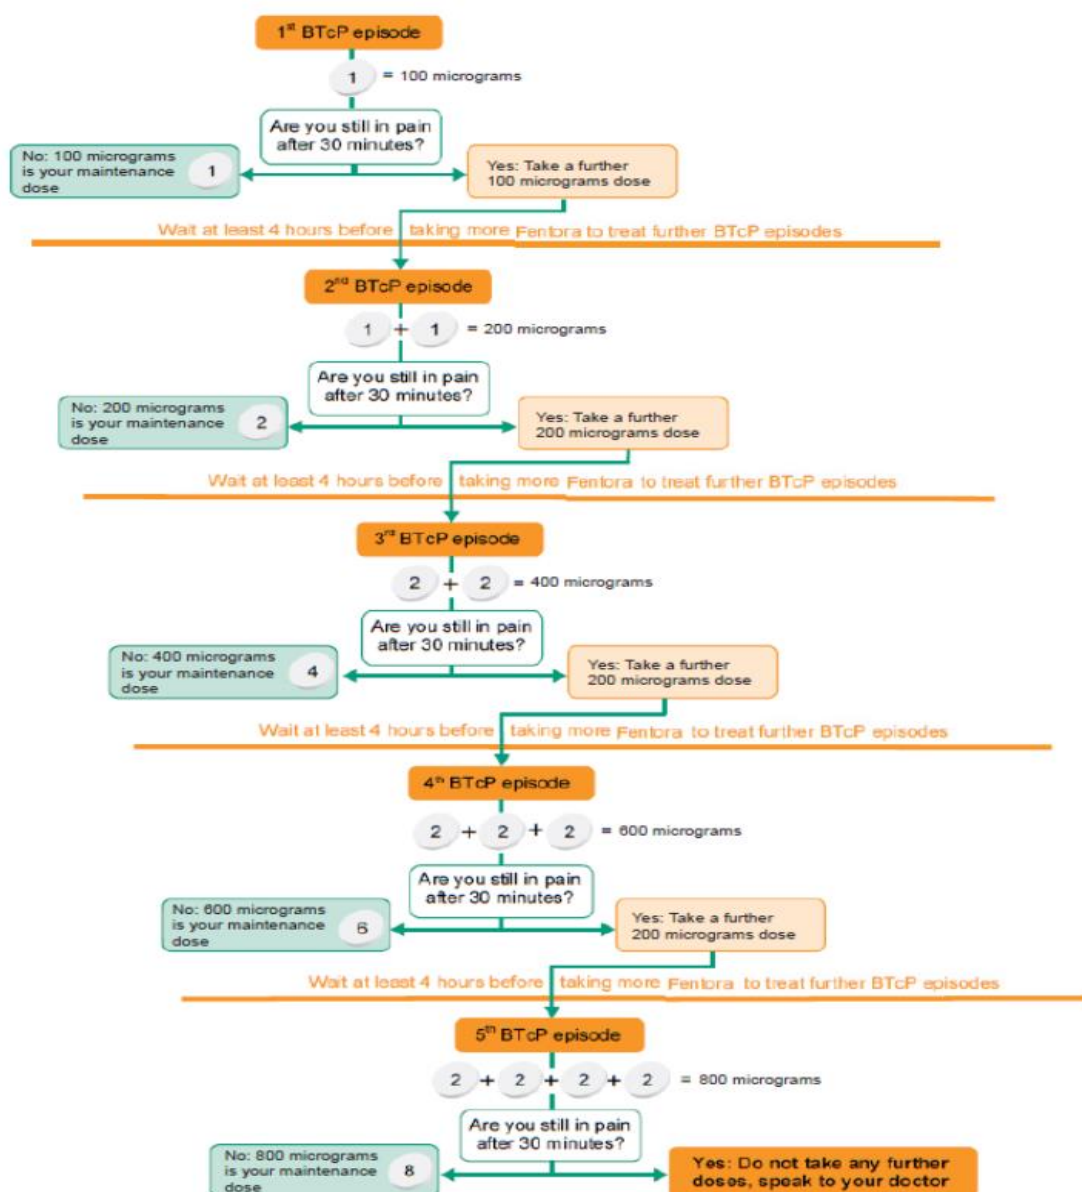 1st BTcP episode
1 = 100 micrograms
Are you still in pain
after 30 minutes?
No: 100 micrograms
is your maintenance
dose
1
Yes: Take a further
100 micrograms dose
Wait at least 4 hours before taking more Fentora to treat further BTcP episodes
2nd BTcP episode
1 + 1 = 200 micrograms
Are you still in pain
after 30 minutes?
No: 200 micrograms
is your maintenance
dose
2
Yes: Take a further
200 micrograms dose
Wait at least 4 hours before taking more Fentora to treat further BTcP episodes
3rd BTcP episode
2 + 2 = 400 micrograms
Are you still in pain
after 30 minutes?
No: 400 micrograms
is your maintenance
dose
4
Yes: Take a further
200 micrograms dose
Wait at least 4 hours before taking more Fentora to treat further BTcP episodes
4th BTcP episode
2 + 2 + 2 = 600 micrograms
Are you still in pain
after 30 minutes?
No: 600 micrograms
is your maintenance
dose
6
Yes: Take a further
200 micrograms dose
Wait at least 4 hours before taking more Fentora to treat further BTcP episodes
5th BTcP episode
2 + 2 + 2 + 2 = 800 micrograms
Are you still in pain
after 30 minutes?
No: 800 micrograms
is your maintenance
dose
8
Yes: Do not take any further
doses, speak to your doctor